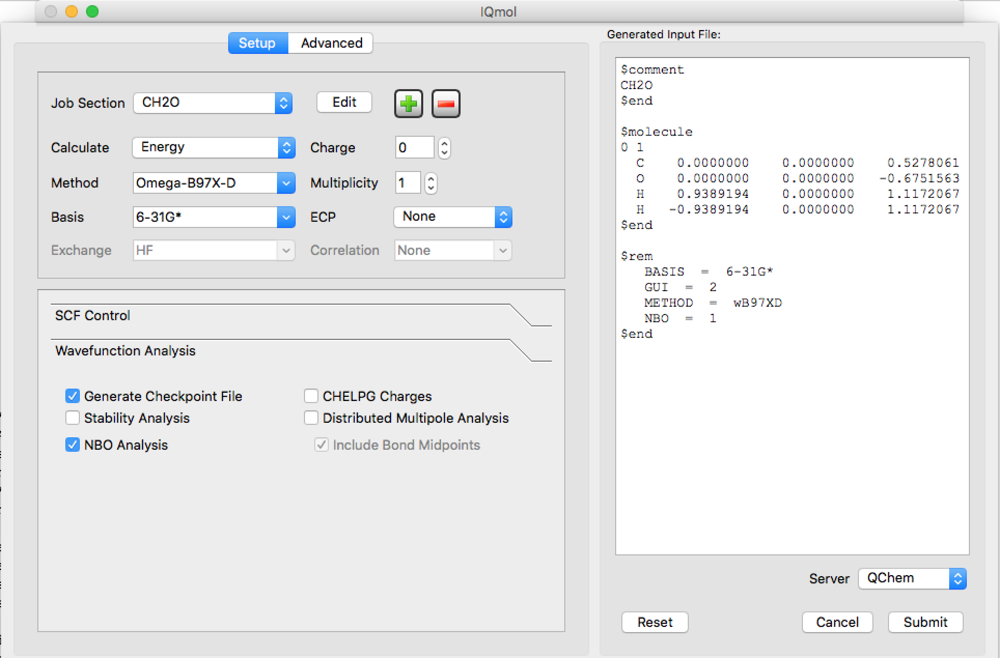 IQmol
Setup Advanced
Job Section CH2O Edit
Calculate Energy Charge 0
Method Omega-B97X-D Multiplicity 1
Basis 6-31G* ECP None
Exchange HF Correlation None
SCF Control
Wavefunction Analysis
Generate Checkpoint File CHELPG Charges
Stability Analysis Distributed Multipole Analysis
NBO Analysis Include Bond Midpoints
Generated Input File:
$comment
CH2O
$end
$molecule
0 1
C 0.0000000 0.0000000 0.5278061
O 0.0000000 0.0000000 -0.6751563
H 0.9389194 0.0000000 1.1172067
H -0.9389194 0.0000000 1.1172067
$end
$rem
BASIS = 6-31G*
GUI = 2
METHOD = wB97XD
NBO = 1
$end
Server QChem
Reset Cancel Submit